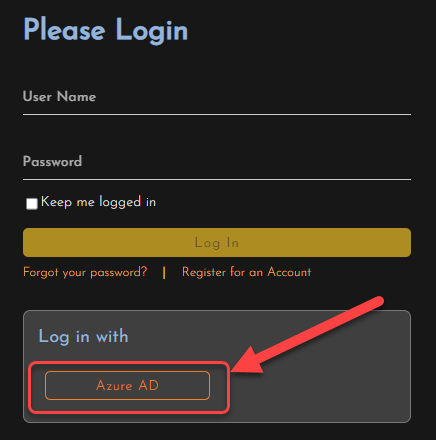 Please Login
User Name
Password
Keep me logged in
Log In
Forgot your password? | Register for an Account
Log in with
Azure AD